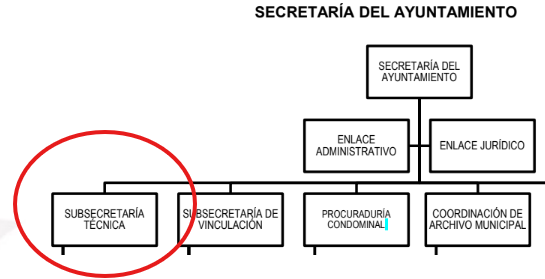 SECRETARÍA DEL AYUNTAMIENTO
SECRETARÍA DEL
AYUNTAMIENTO
ENLACE
ADMINISTRATIVO
ENLACE JURÍDICO
SUBSECRETARÍA
TÉCNICA
SUBSECRETARÍA DE
VINCULACIÓN
PROCURADURÍA
CONDOMINAL
COORDINACIÓN DE
ARCHIVO MUNICIPAL